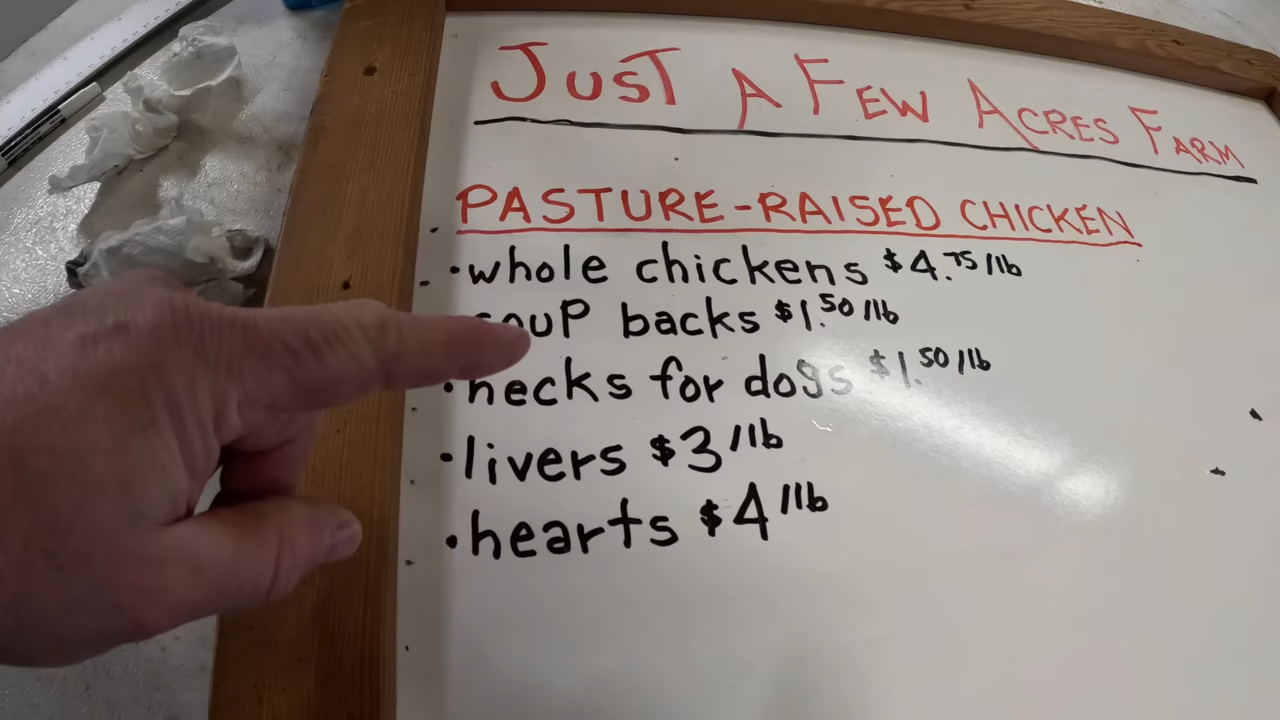 JUST A FEW ACRES FARM
PASTURE-RAISED CHICKEN
·whole chickens $4.75/lb
soup backs $1.50/lb
·necks for dogs $1.50/lb
·livers $3/lb
·hearts $4/lb